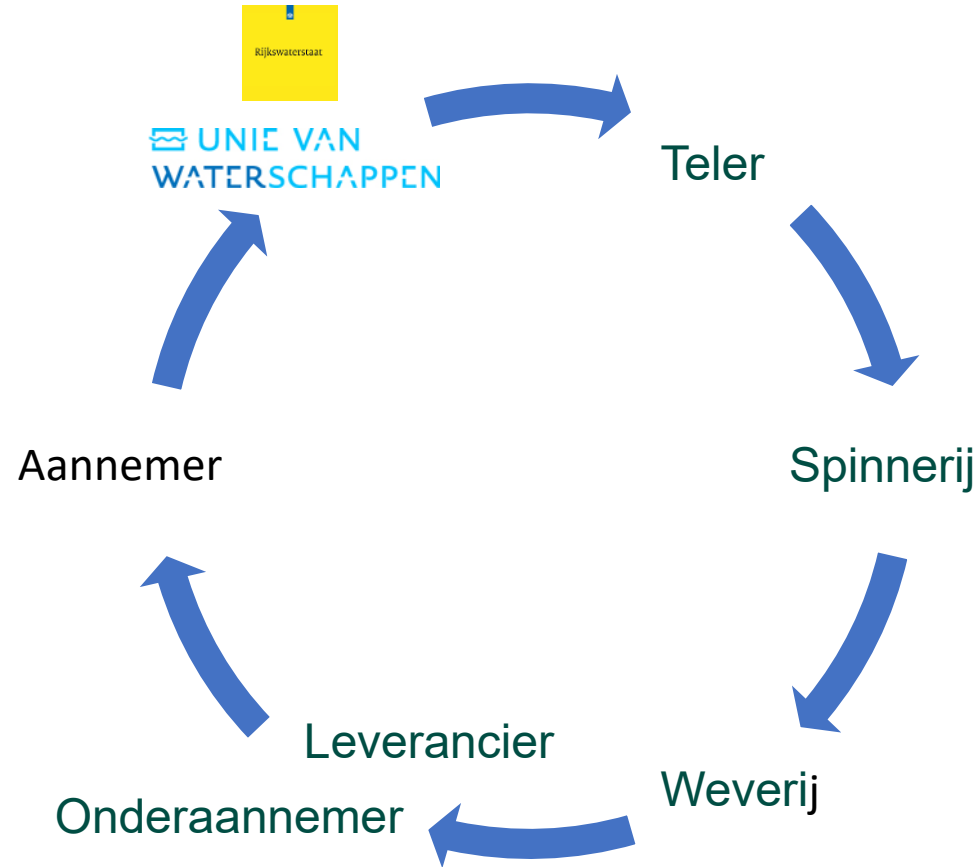 Rijkswaterstaat
UNIE VAN
WATERSCHAPPEN
Teler
Spinnerij
Weverij
Leverancier
Onderaannemer
Aannemer